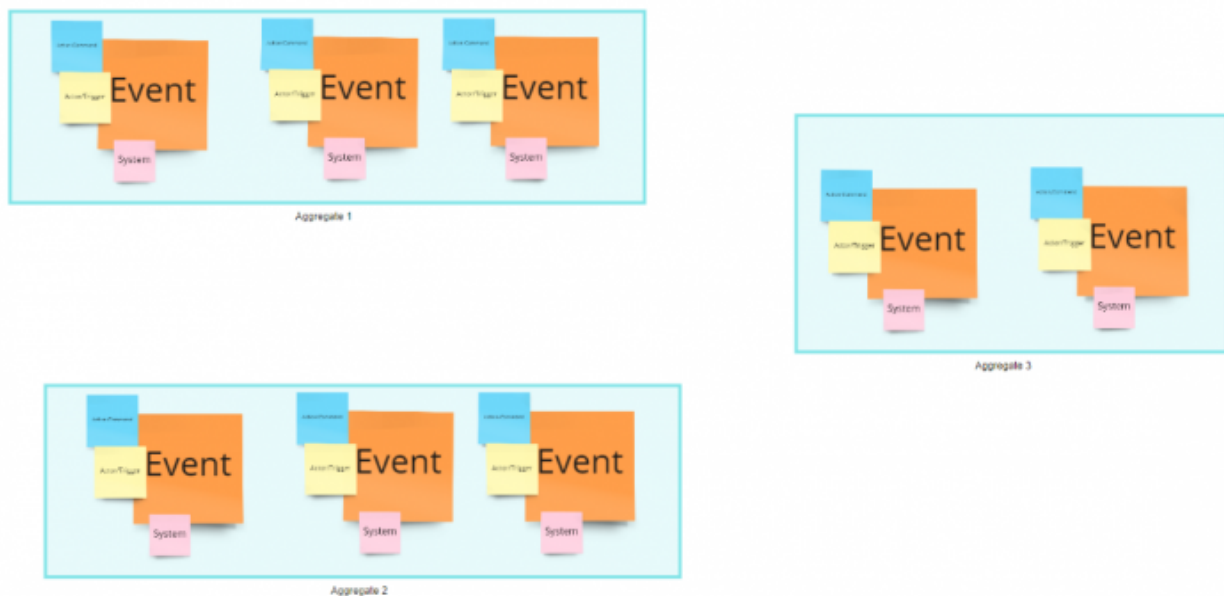 Actor/Trigger
Event
System
Actor/Trigger
Event
System
Actor/Trigger
Event
System
Aggregate 1
Actor/Trigger
Event
System
Actor/Trigger
Event
System
Aggregate 3
Actor/Trigger
Event
System
Actor/Trigger
Event
System
Actor/Trigger
Event
System
Aggregate 2